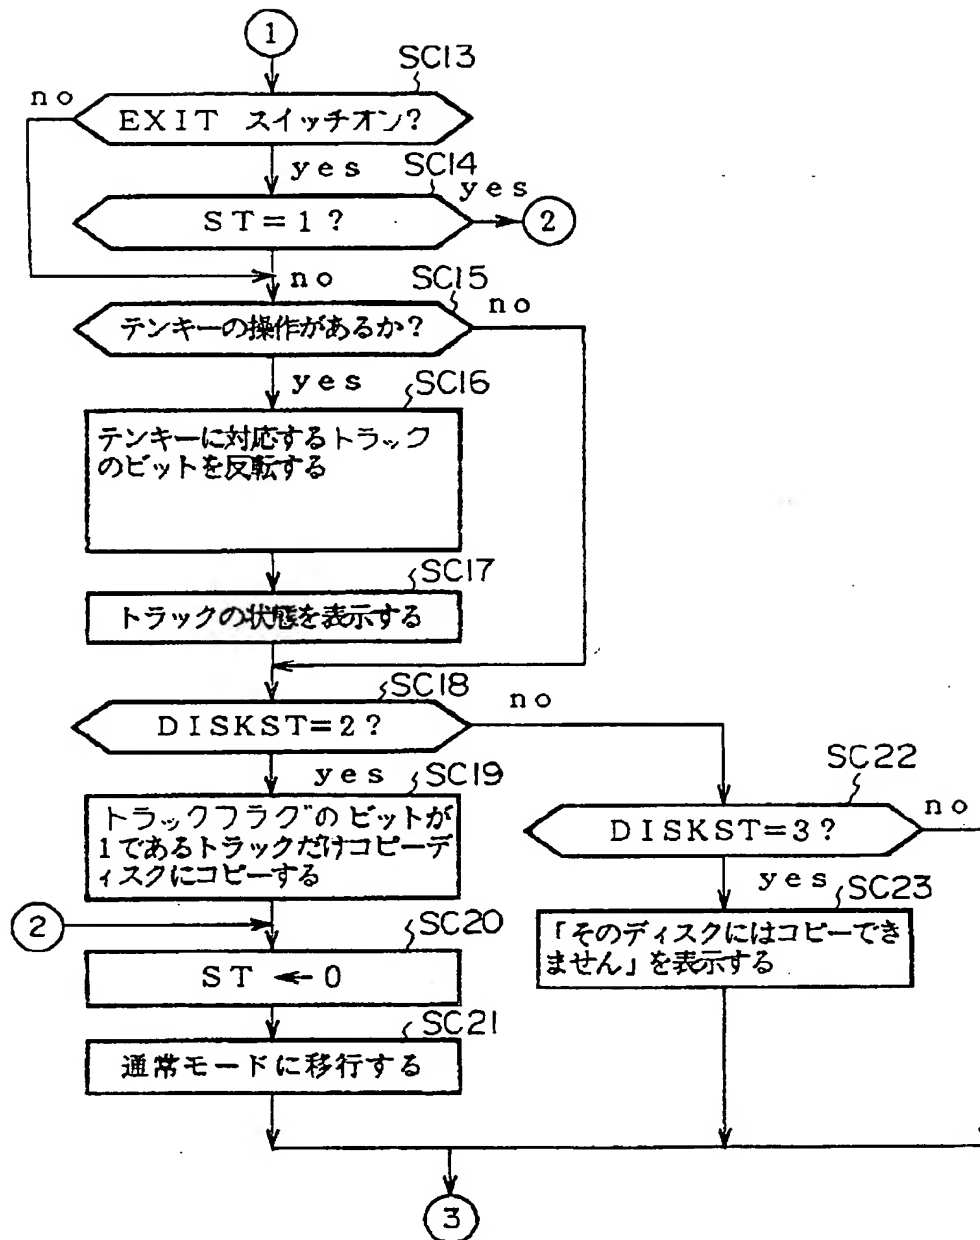 1
SC13
no
EXIT スイッチオン?
yes
SC14
yes
ST=1?
2
no
SC15
no
テンキーの操作があるか?
yes
SC16
テンキーに対応するトラック
のビットを反転する
SC17
トラックの状態を表示する
SC18
no
DISKST=2?
yes
SC19
SC22
no
トラックフラグのビットが
1であるトラックだけコピーデ
ィスクにコピーする
DISKST=3?
yes
SC23
2
SC20
「そのディスクにはコピーでき
ません」を表示する
ST ← 0
SC21
通常モードに移行する
3